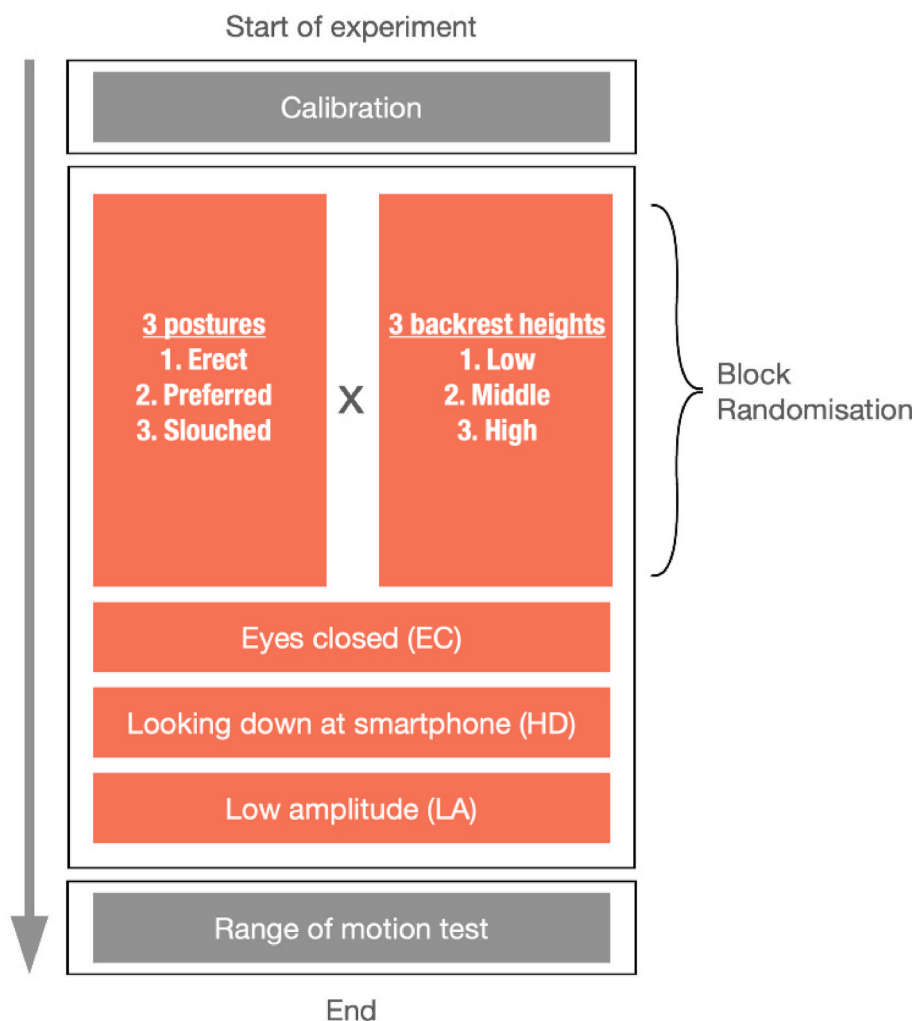 Start of experiment
Calibration
3 postures
1. Erect
2. Preferred
3. Slouched
X
3 backrest heights
1. Low
2. Middle
3. High
Block
Randomisation
Eyes closed (EC)
Looking down at smartphone (HD)
Low amplitude (LA)
Range of motion test
End